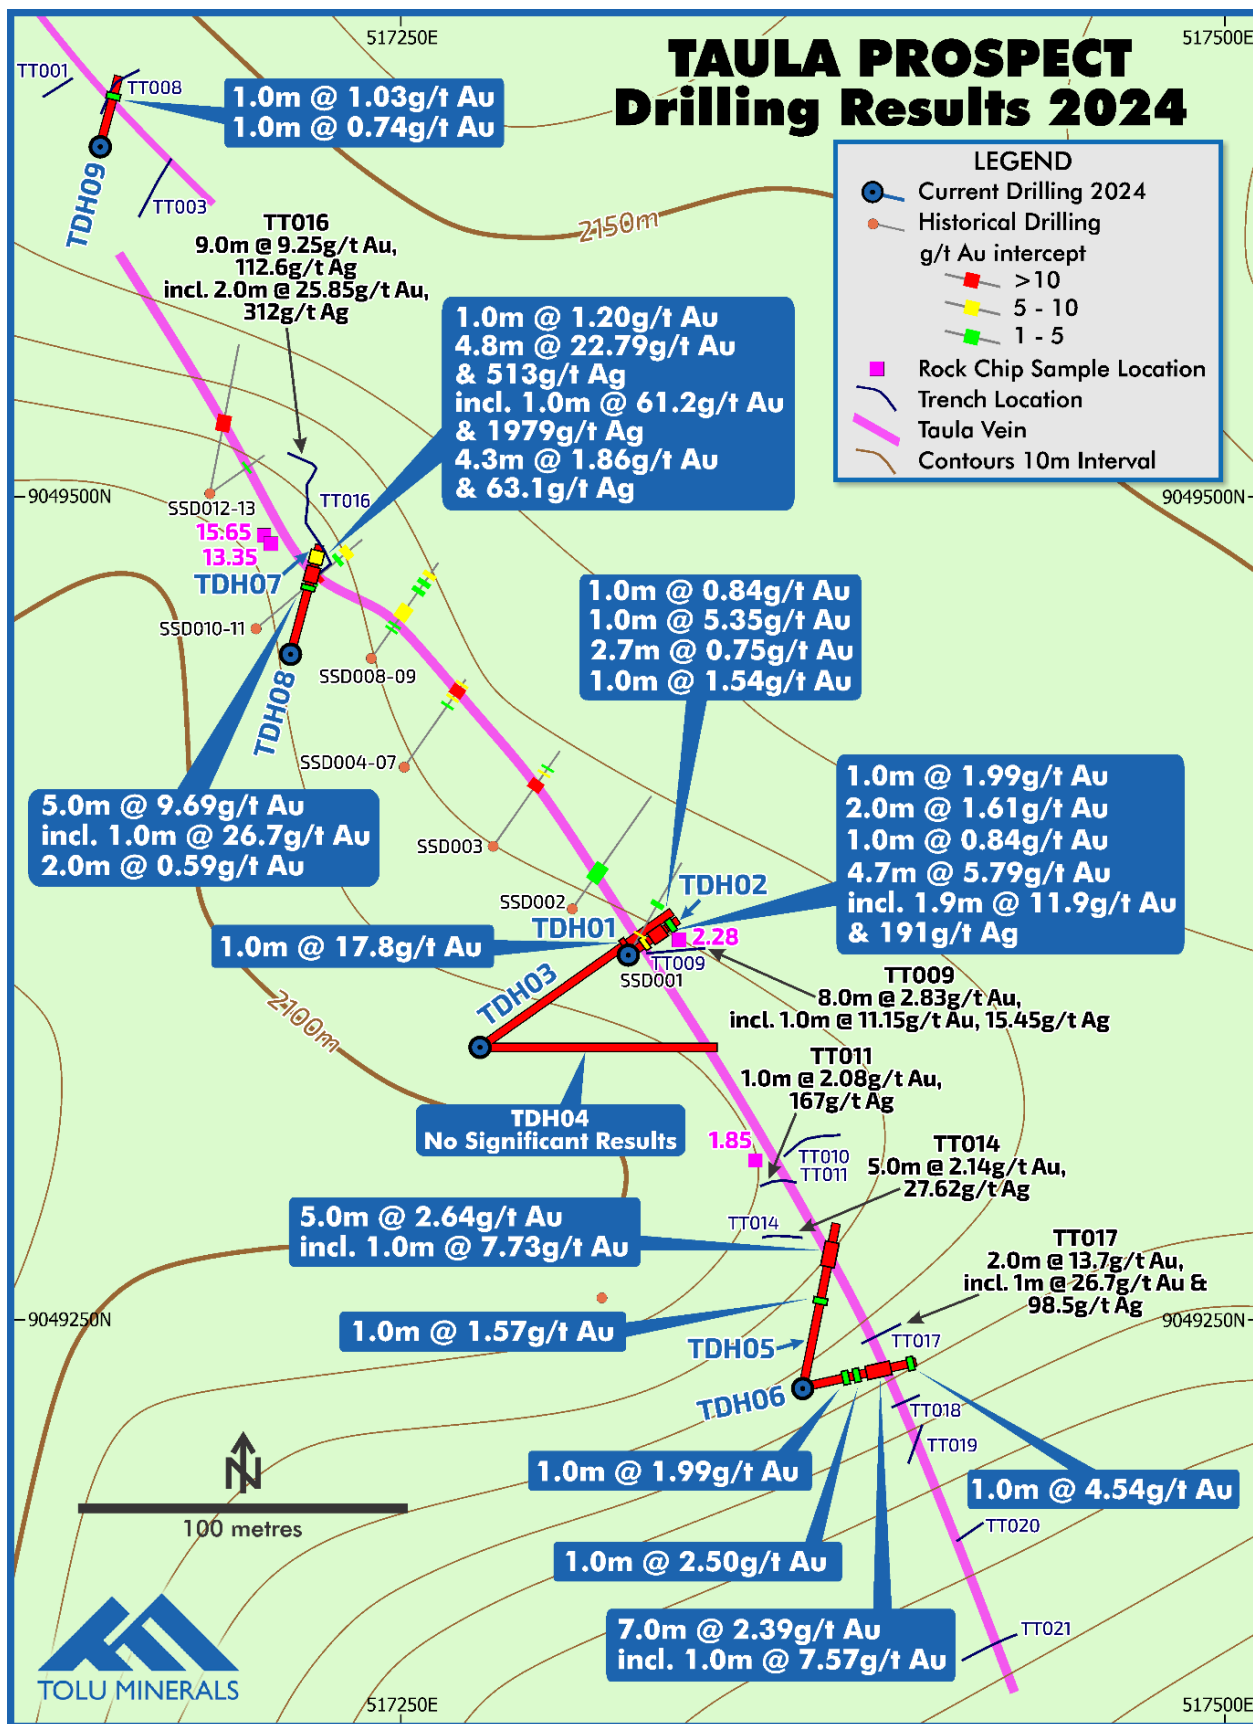 517250E
517500E
TAULA PROSPECT
Drilling Results 2024
LEGEND
Current Drilling 2024
Historical Drilling
g/t Au intercept
>10
5 - 10
1 - 5
Rock Chip Sample Location
Trench Location
Taula Vein
Contours 10m Interval
TT001
TT008
1.0m @ 1.03g/t Au
1.0m @ 0.74g/t Au
TDH09
TT003
2150m
TT016
9.0m @ 9.25g/t Au,
112.6g/t Ag
incl. 2.0m @ 25.85g/t Au,
312g/t Ag
1.0m @ 1.20g/t Au
4.8m @ 22.79g/t Au
& 513g/t Ag
incl. 1.0m @ 61.2g/t Au
& 1979g/t Ag
4.3m @ 1.86g/t Au
& 63.1g/t Ag
9049500N
9049500N
SSD012-13
TT016
15.65
13.35
TDH07
SSD010-11
TDH08
SSD008-09
1.0m @ 0.84g/t Au
1.0m @ 5.35g/t Au
2.7m @ 0.75g/t Au
1.0m @ 1.54g/t Au
SSD004-07
5.0m @ 9.69g/t Au
incl. 1.0m @ 26.7g/t Au
2.0m @ 0.59g/t Au
SSD003
1.0m @ 1.99g/t Au
2.0m @ 1.61g/t Au
1.0m @ 0.84g/t Au
4.7m @ 5.79g/t Au
incl. 1.9m @ 11.9g/t Au
& 191g/t Ag
SSD002
TDH02
TDH01
1.0m @ 17.8g/t Au
2.28
TT009
SSD001
TDH03
2100m
TT009
8.0m @ 2.83g/t Au,
incl. 1.0m @ 11.15g/t Au, 15.45g/t Ag
TT011
1.0m @ 2.08g/t Au,
167g/t Ag
TDH04
No Significant Results
1.85
TT010
TT011
TT014
5.0m @ 2.14g/t Au,
27.62g/t Ag
5.0m @ 2.64g/t Au
incl. 1.0m @ 7.73g/t Au
TT014
TT017
2.0m @ 13.7g/t Au,
incl. 1m @ 26.7g/t Au &
98.5g/t Ag
9049250N
9049250N
1.0m @ 1.57g/t Au
TDH05
TT017
TDH06
TT018
TT019
N
1.0m @ 1.99g/t Au
1.0m @ 4.54g/t Au
100 metres
TT020
1.0m @ 2.50g/t Au
7.0m @ 2.39g/t Au
incl. 1.0m @ 7.57g/t Au
TT021
TOLU MINERALS
517250E
517500E